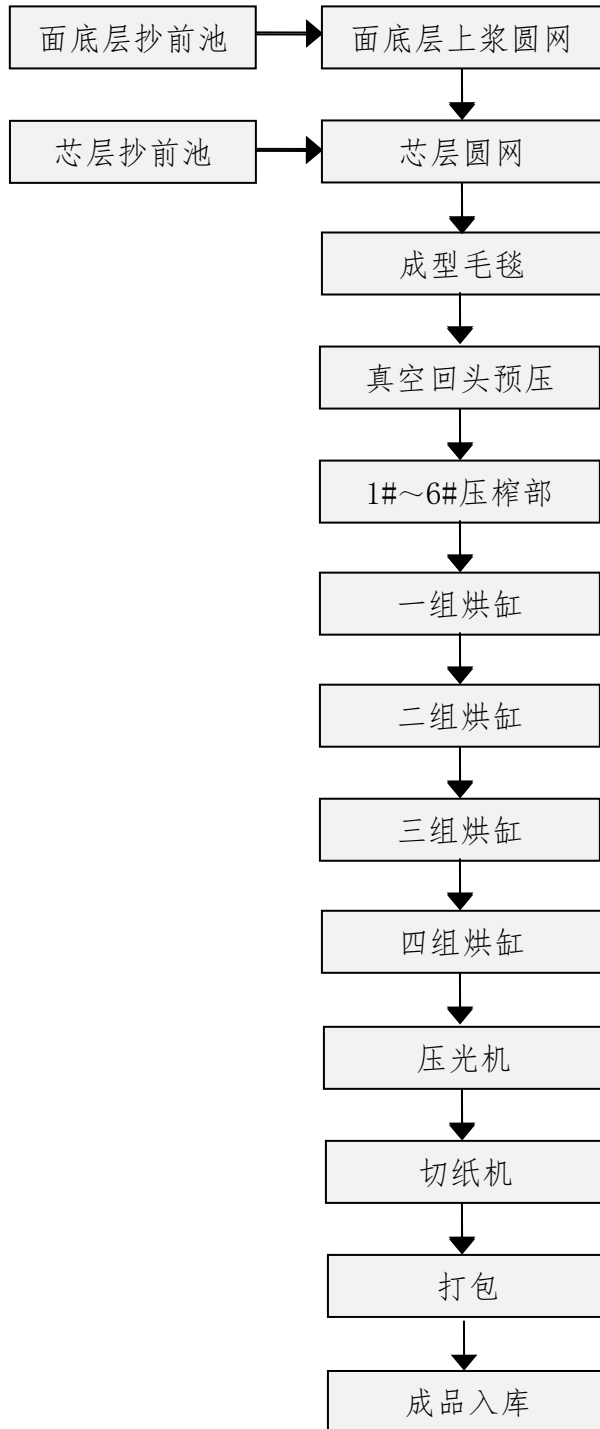 面底层抄前池
面底层上浆圆网
芯层抄前池
芯层圆网
成型毛毯
真空回头预压
1#～6#压榨部
一组烘缸
二组烘缸
三组烘缸
四组烘缸
压光机
切纸机
打包
成品入库